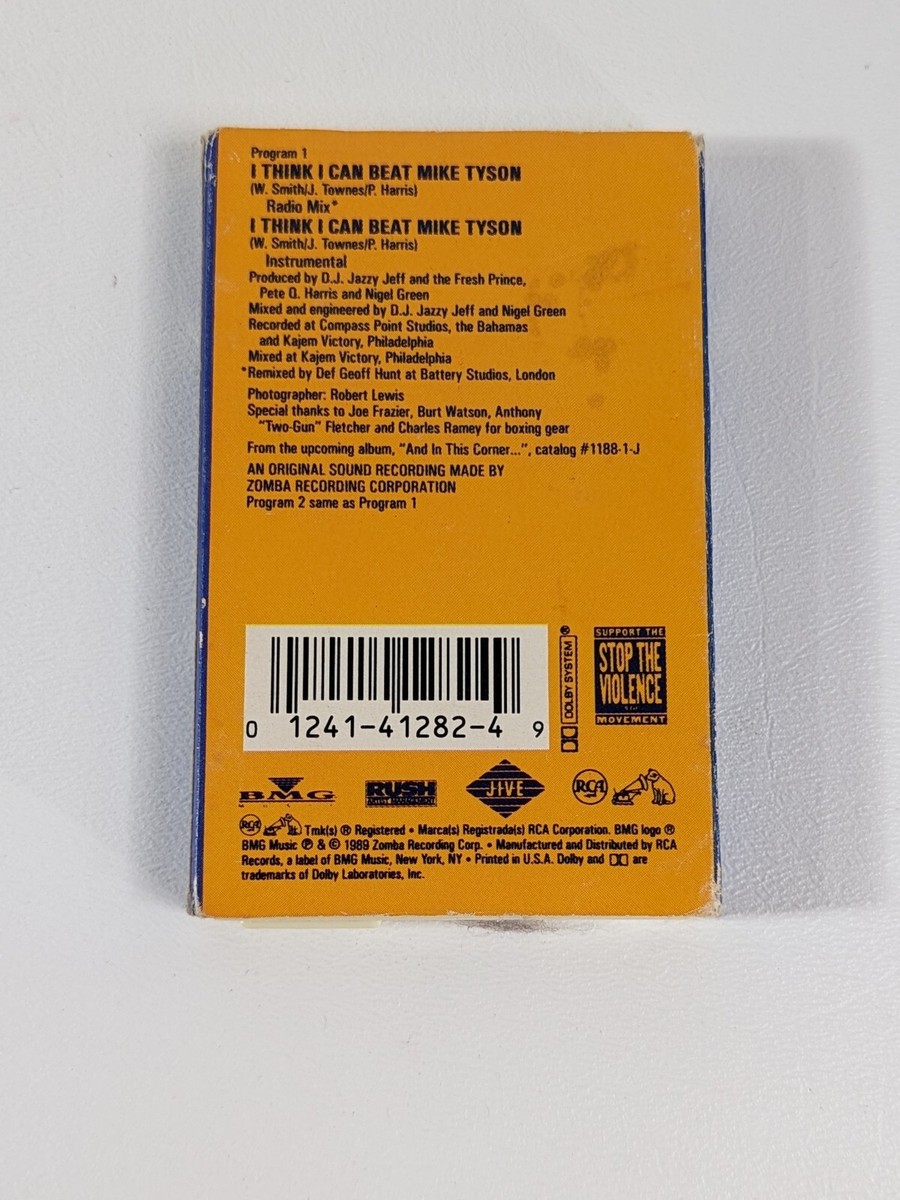 Program 1
I THINK I CAN BEAT MIKE TYSON
(W. Smith/J. Townes/P. Harris)
Radio Mix*
I THINK I CAN BEAT MIKE TYSON
(W. Smith/J. Townes/P. Harris)
Instrumental
Produced by D.J. Jazzy Jeff and the Fresh Prince,
Pete Q. Harris and Nigel Green
Mixed and engineered by D.J. Jazzy Jeff and Nigel Green
Recorded at Compass Point Studios, the Bahamas
and Kajem Victory, Philadelphia
Mixed at Kajem Victory, Philadelphia
*Remixed by Def Geoff Hunt at Battery Studios, London
Photographer: Robert Lewis
Special thanks to Joe Frazier, Burt Watson, Anthony
"Two-Gun" Fletcher and Charles Ramey for boxing gear
From the upcoming album, "And In This Corner...", catalog #1188-1-J
AN ORIGINAL SOUND RECORDING MADE BY
ZOMBA RECORDING CORPORATION
Program 2 same as Program 1
0 1241-41282-4 9
DOLBY SYSTEM ®
SUPPORT THE
STOP THE
VIOLENCE
MOVEMENT
BMG
MUSIC
RUSH
ARTIST MANAGEMENT
JIVE
RCA
RCA Tmk(s) ® Registered • Marca(s) Registrada(s) RCA Corporation. BMG logo ®
BMG Music ℗ & © 1989 Zomba Recording Corp. • Manufactured and Distributed by RCA
Records, a label of BMG Music, New York, NY • Printed in U.S.A. Dolby and are
trademarks of Dolby Laboratories, Inc.